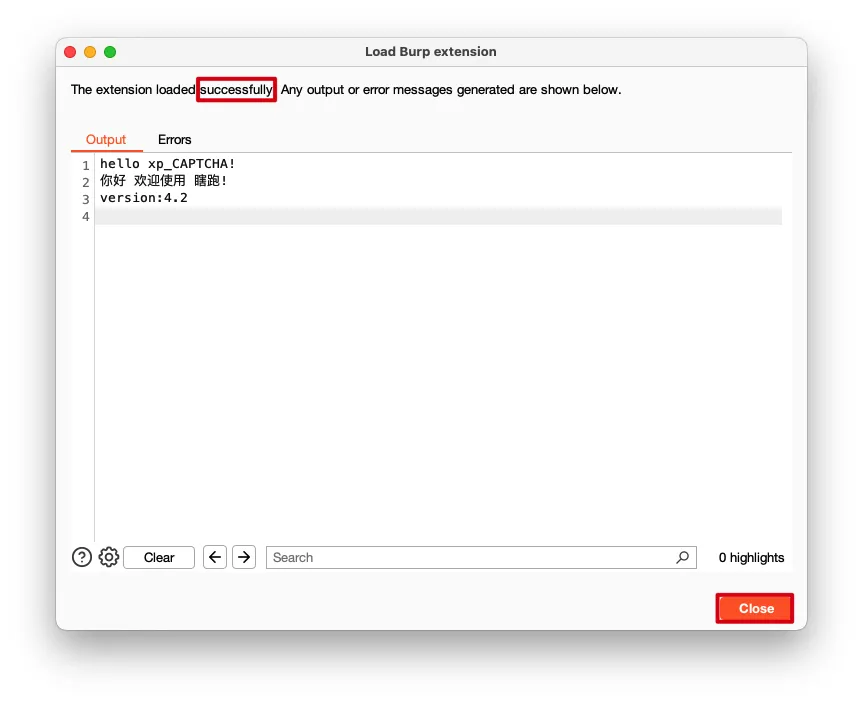 Load Burp extension
The extension loaded successfully. Any output or error messages generated are shown below.
Output Errors
1 hello xp_CAPTCHA!
2 你好 欢迎使用 瞎跑!
3 version:4.2
4
? Clear Search 0 highlights
Close